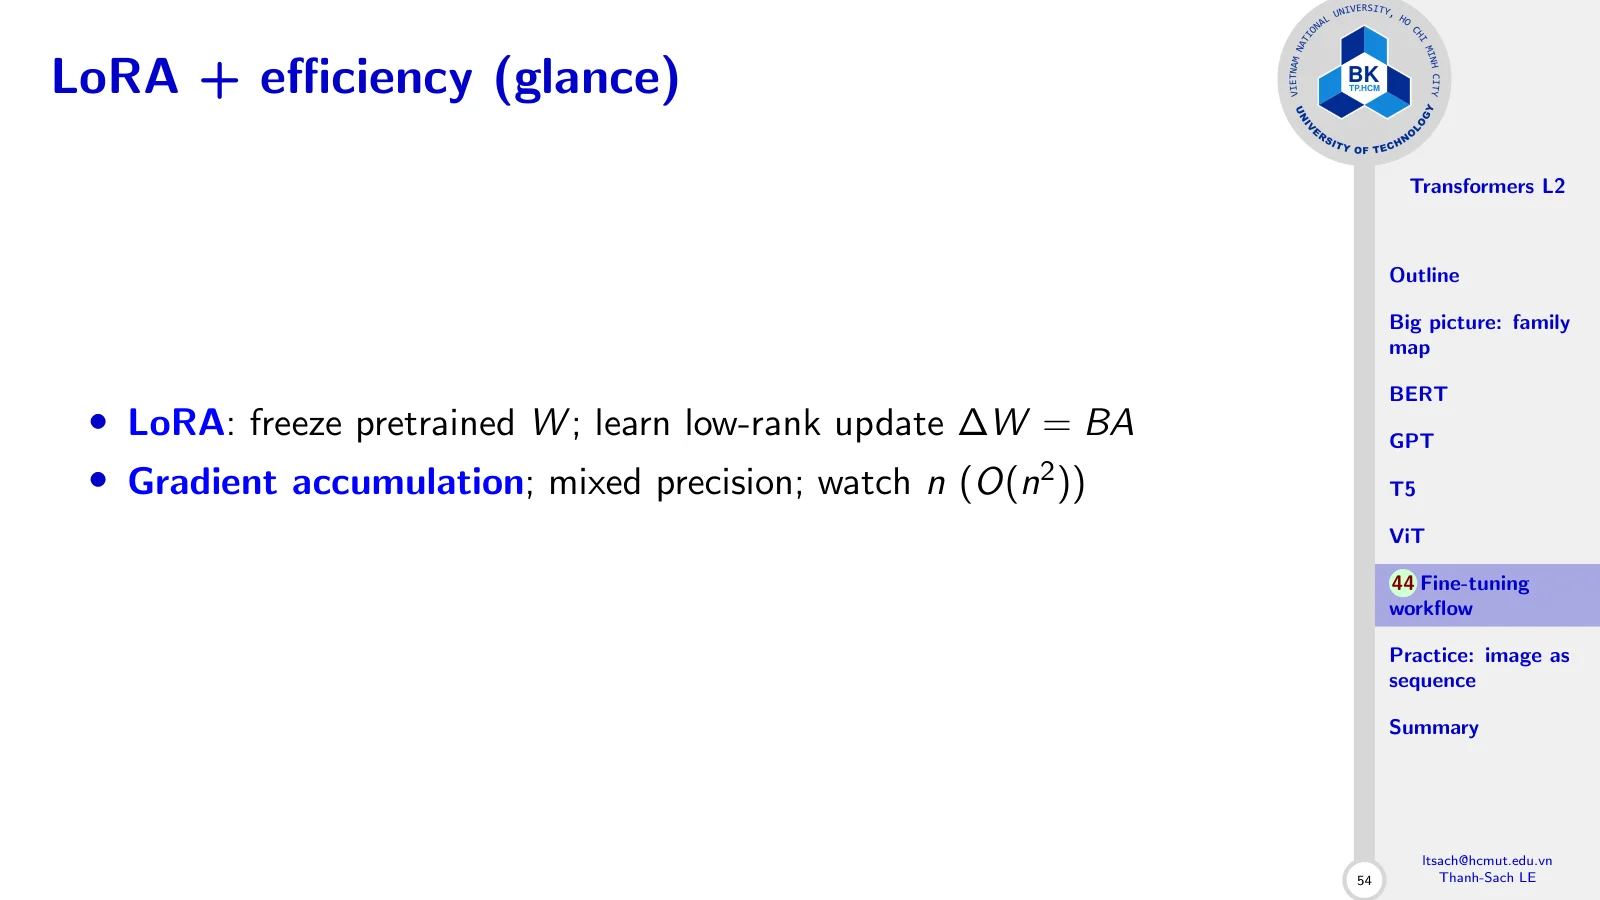 LoRA + efficiency (glance)
• LoRA: freeze pretrained W; learn low-rank update ΔW = BA
• Gradient accumulation; mixed precision; watch n (O(n²))
VIETNAM NATIONAL UNIVERSITY, HO CHI MINH CITY
BK
TP.HCM
UNIVERSITY OF TECHNOLOGY
Transformers L2
Outline
Big picture: family
map
BERT
GPT
T5
ViT
44 Fine-tuning
workflow
Practice: image as
sequence
Summary
ltsach@hcmut.edu.vn
Thanh-Sach LE
54